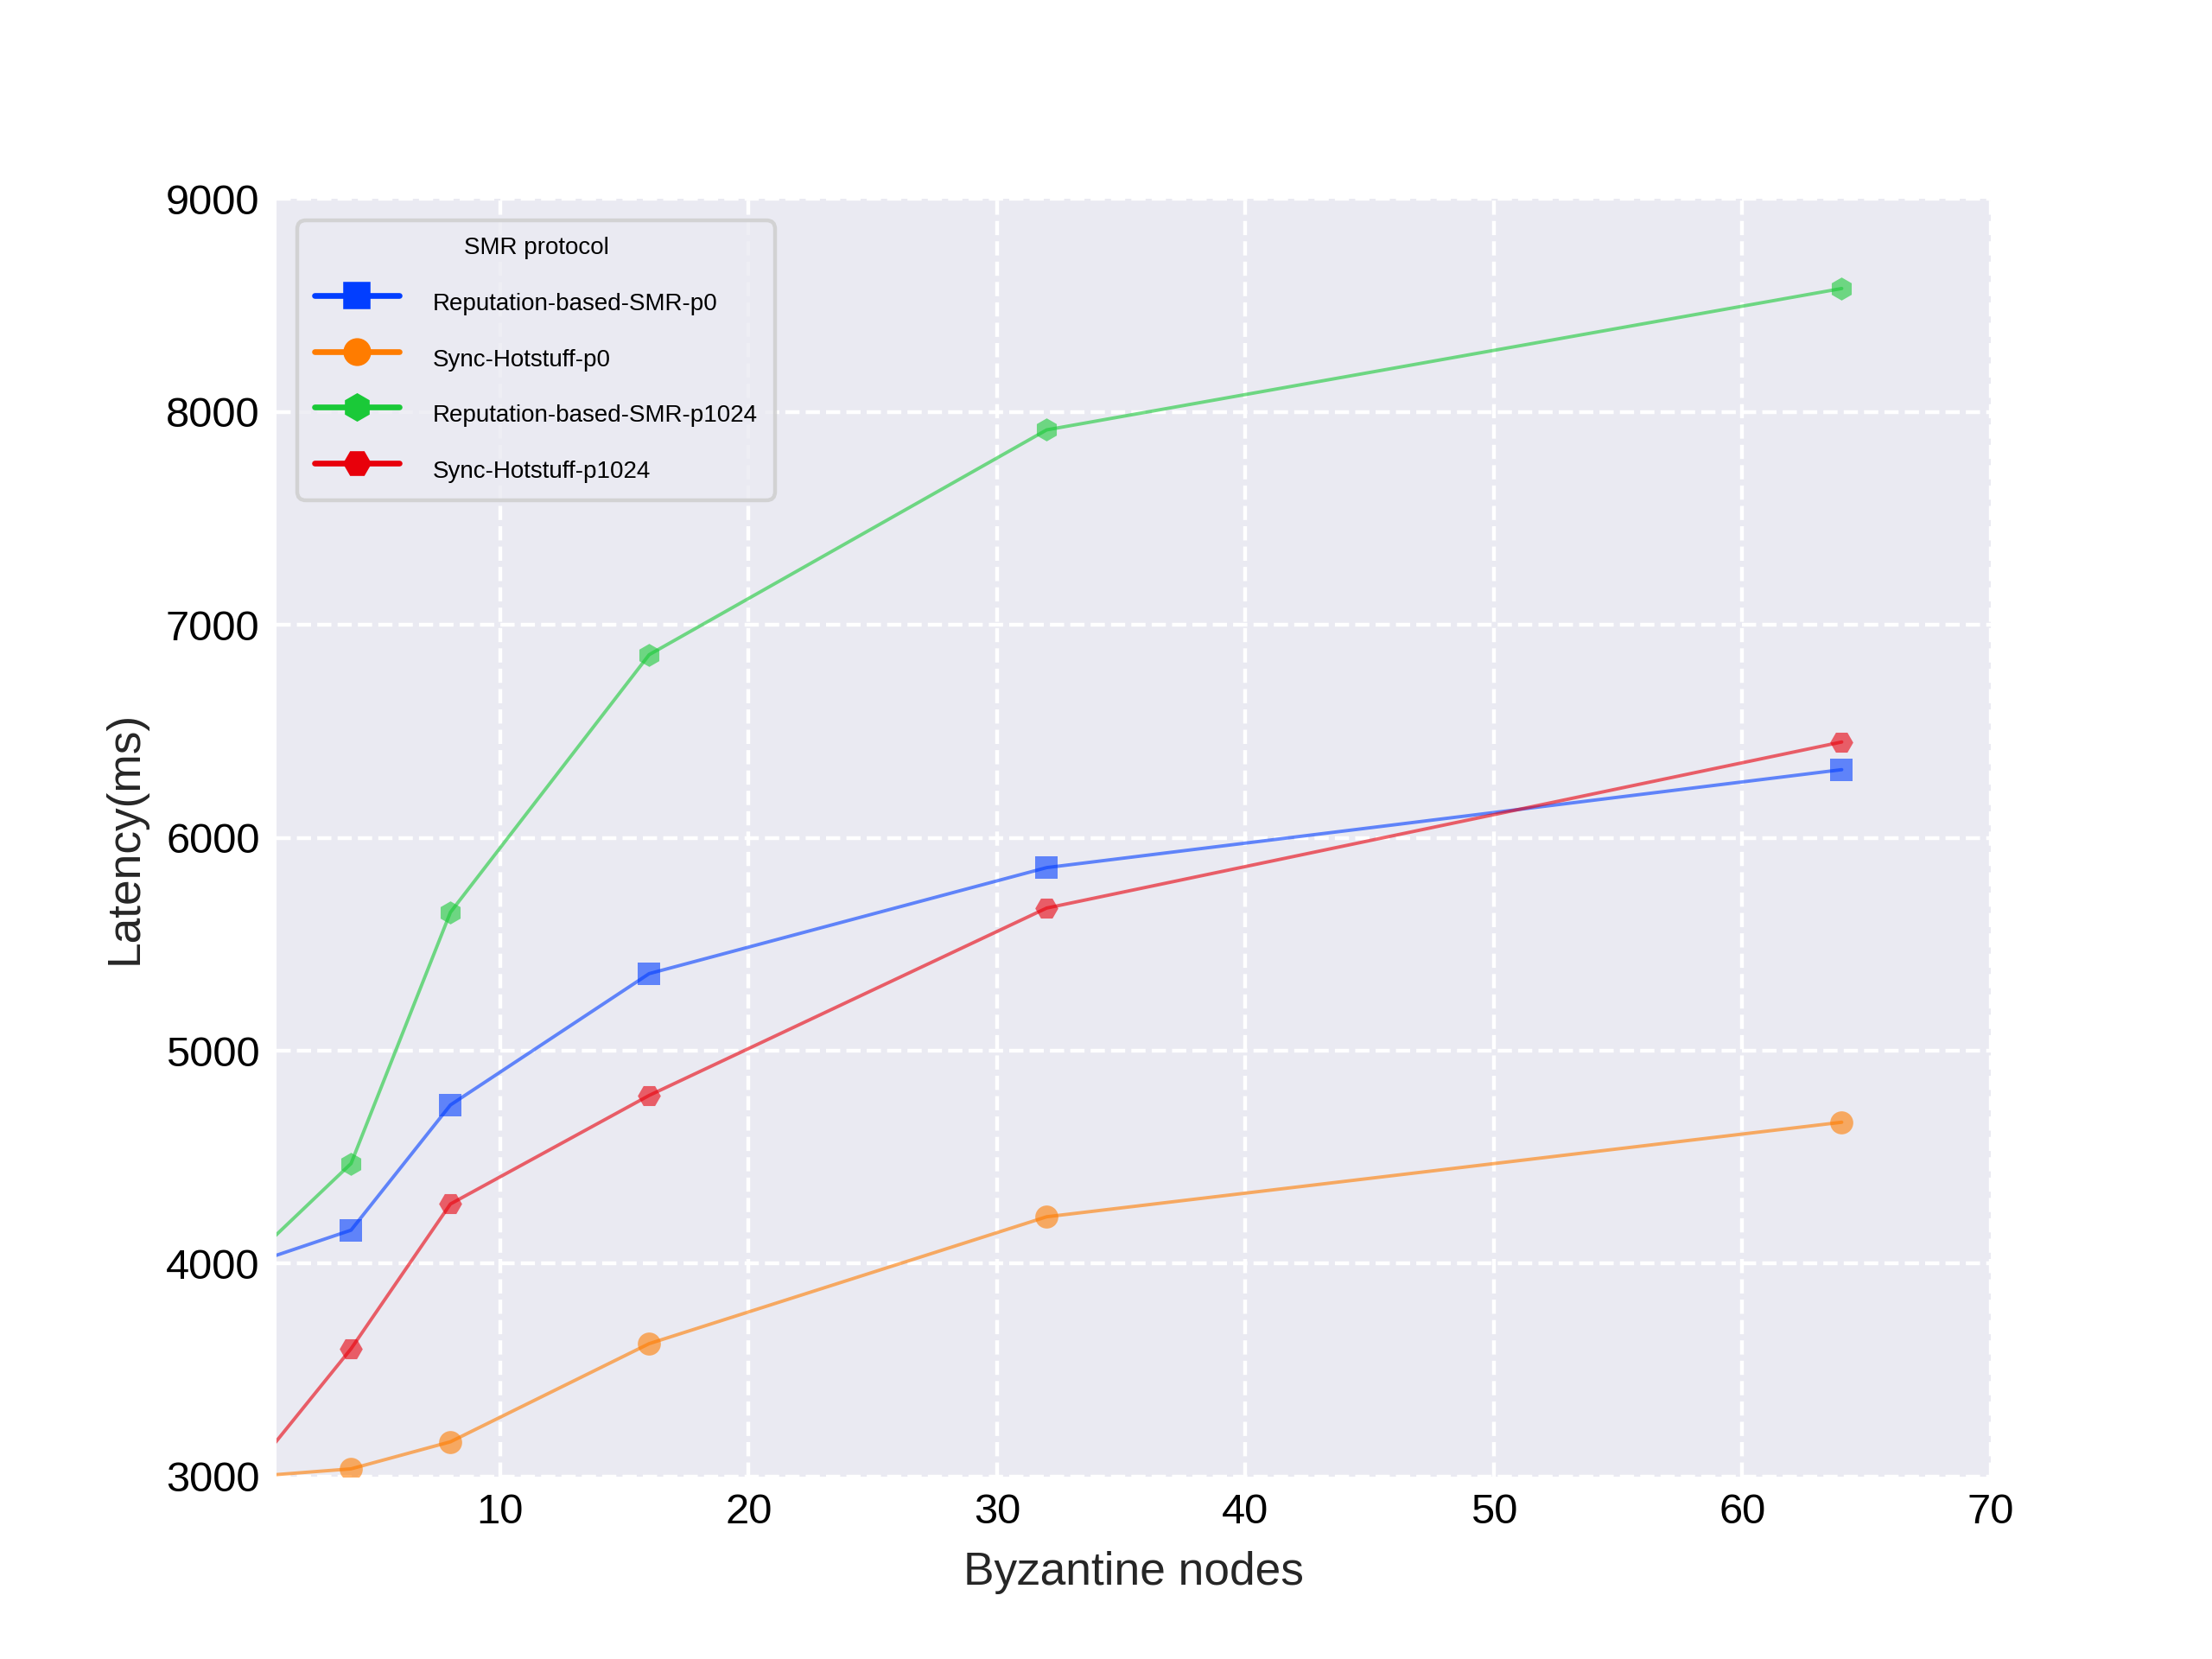 9000
8000
7000
6000
5000
4000
3000
Latency(ms)
SMR protocol
Reputation-based-SMR-p0
Sync-Hotstuff-p0
Reputation-based-SMR-p1024
Sync-Hotstuff-p1024
10 20 30 40 50 60 70
Byzantine nodes